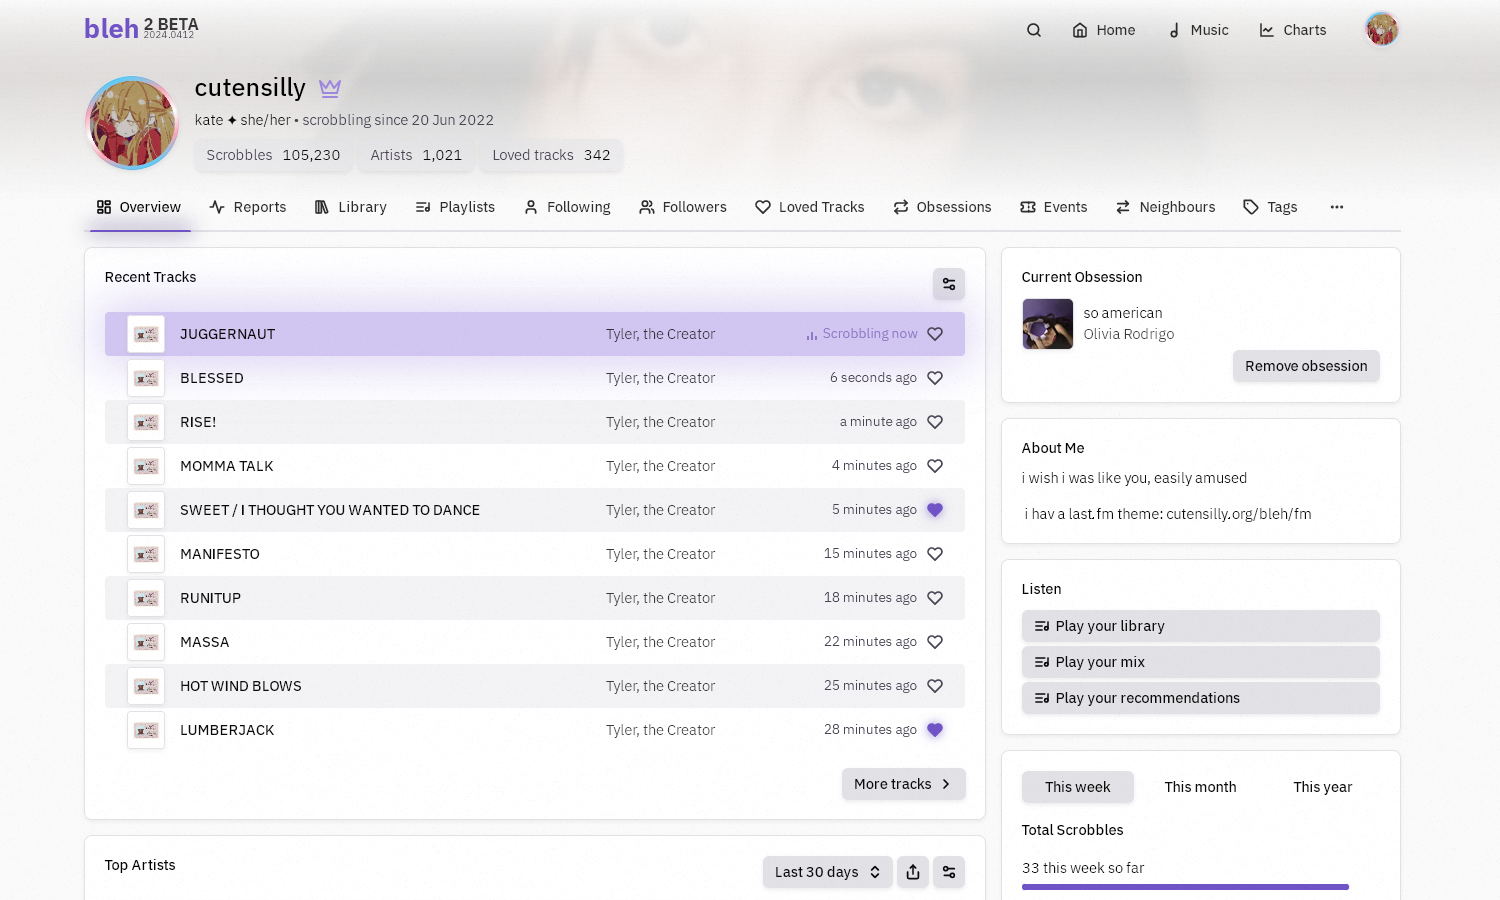 bleh 2 BETA
2024.0412
Home
Music
Charts
cutensilly
kate ✦ she/her • scrobbling since 20 Jun 2022
Scrobbles 105,230
Artists 1,021
Loved tracks 342
Overview
Reports
Library
Playlists
Following
Followers
Loved Tracks
Obsessions
Events
Neighbours
Tags
Recent Tracks
JUGGERNAUT Tyler, the Creator Scrobbling now
BLESSED Tyler, the Creator 6 seconds ago
RISE! Tyler, the Creator a minute ago
MOMMA TALK Tyler, the Creator 4 minutes ago
SWEET / I THOUGHT YOU WANTED TO DANCE Tyler, the Creator 5 minutes ago
MANIFESTO Tyler, the Creator 15 minutes ago
RUNITUP Tyler, the Creator 18 minutes ago
MASSA Tyler, the Creator 22 minutes ago
HOT WIND BLOWS Tyler, the Creator 25 minutes ago
LUMBERJACK Tyler, the Creator 28 minutes ago
More tracks
Top Artists
Last 30 days
Current Obsession
so american
Olivia Rodrigo
Remove obsession
About Me
i wish i was like you, easily amused
i hav a last.fm theme: cutensilly.org/bleh/fm
Listen
Play your library
Play your mix
Play your recommendations
This week
This month
This year
Total Scrobbles
33 this week so far